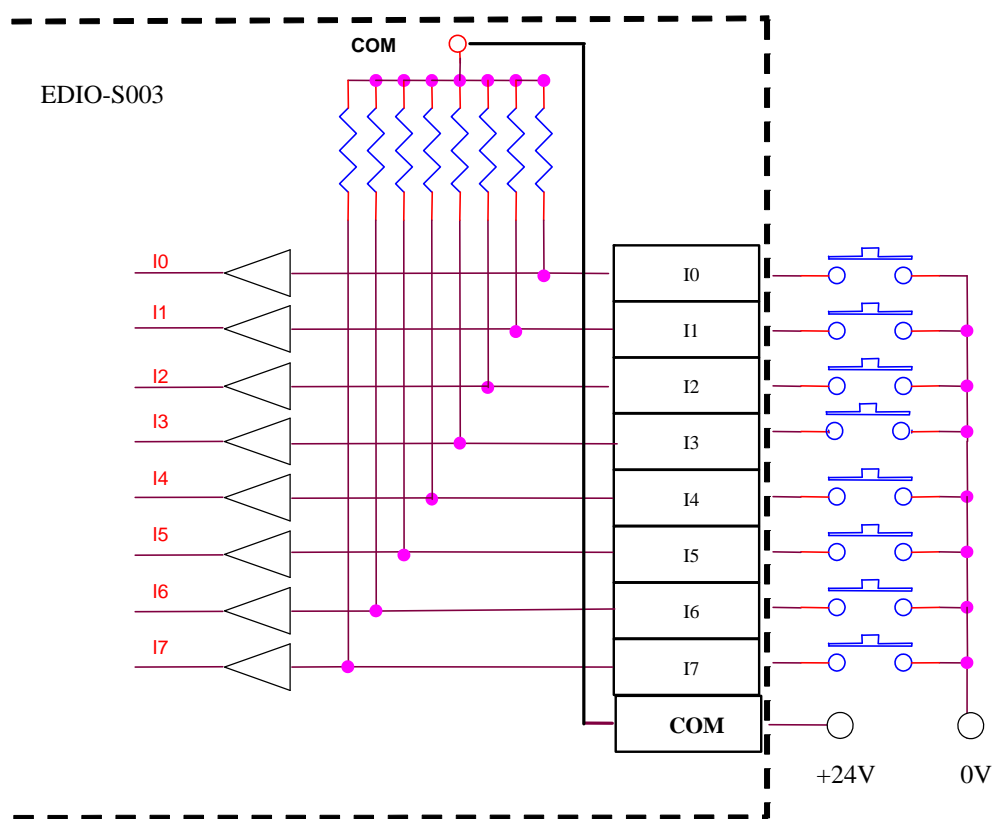 COM
EDIO-S003
I0 I0
I1 I1
I2 I2
I3 I3
I4 I4
I5 I5
I6 I6
I7 I7
COM
+24V 0V